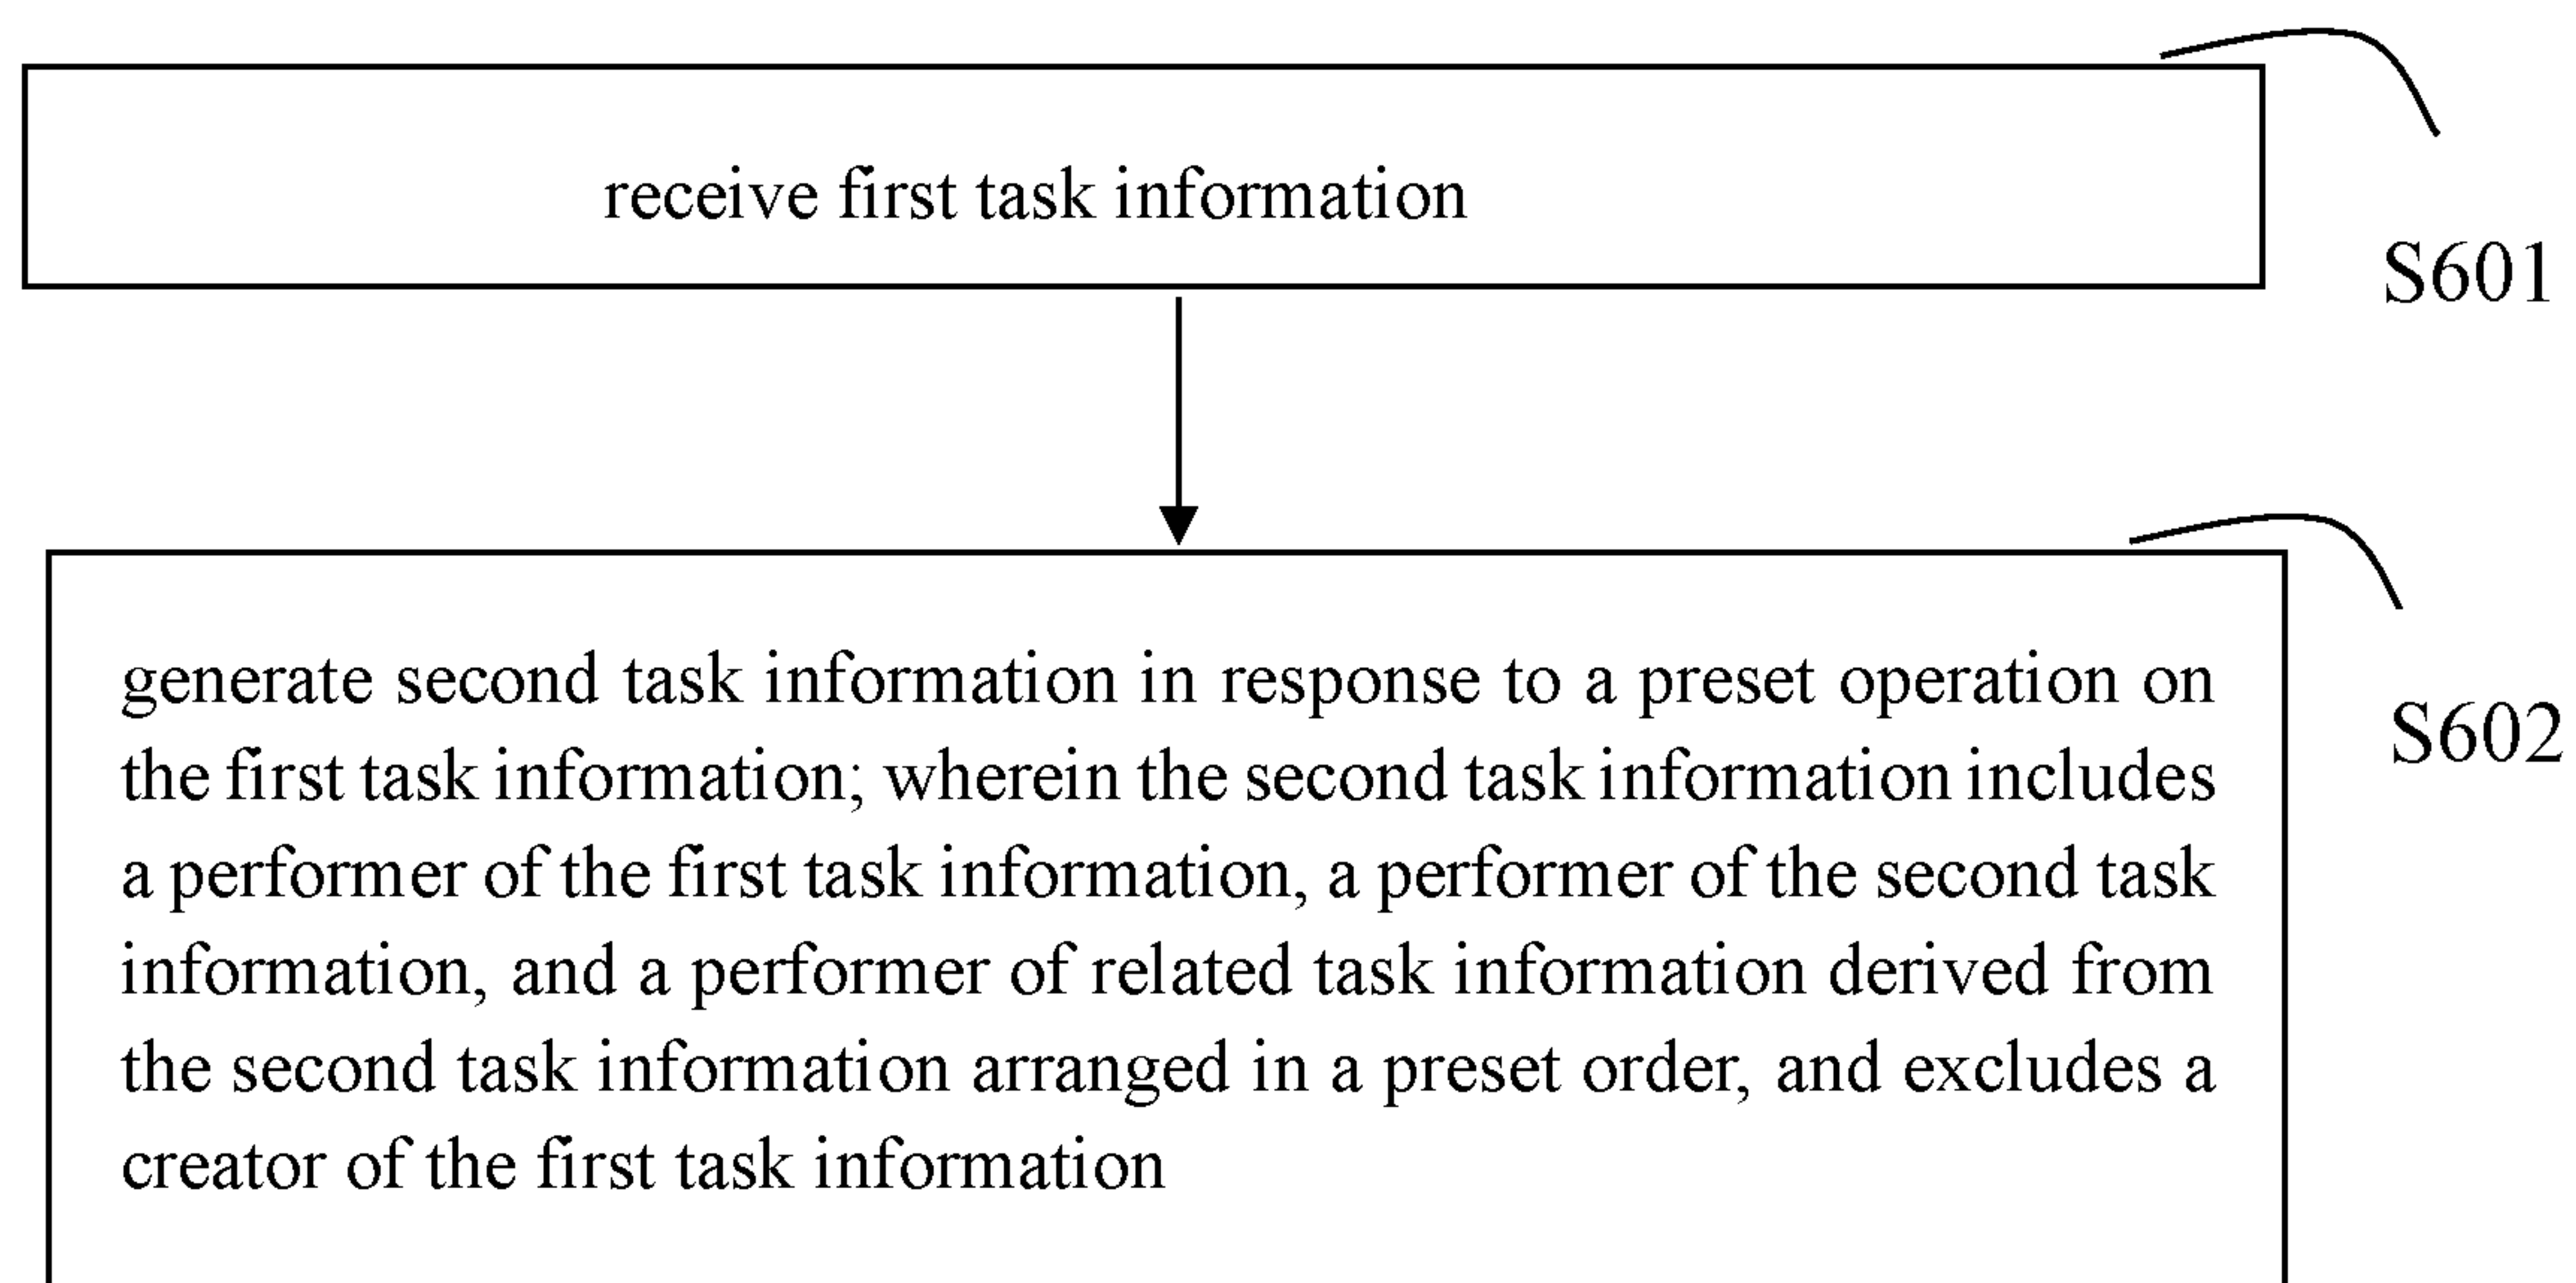 receive first task information
S601
generate second task information in response to a preset operation on
the first task information; wherein the second task information includes
a performer of the first task information, a performer of the second task
information, and a performer of related task information derived from
the second task information arranged in a preset order, and excludes a
creator of the first task information
S602